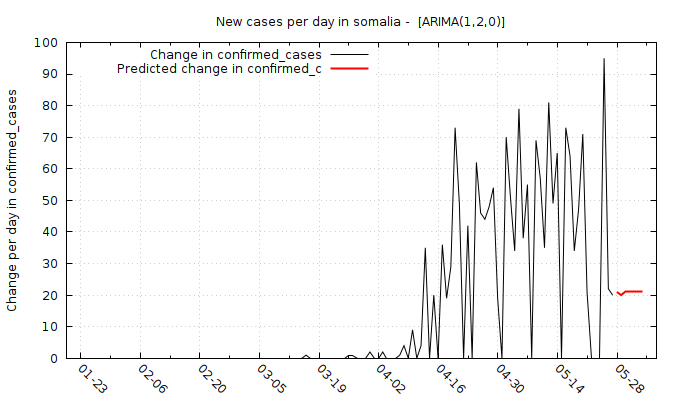 New cases per day in somalia -  [ARIMA(1,2,0)]
Change in confirmed_cases
Predicted change in confirmed_c
Change per day in confirmed_cases
100
90
80
70
60
50
40
30
20
10
0
01-23 02-06 02-20 03-05 03-19 04-02 04-16 04-30 05-14 05-28